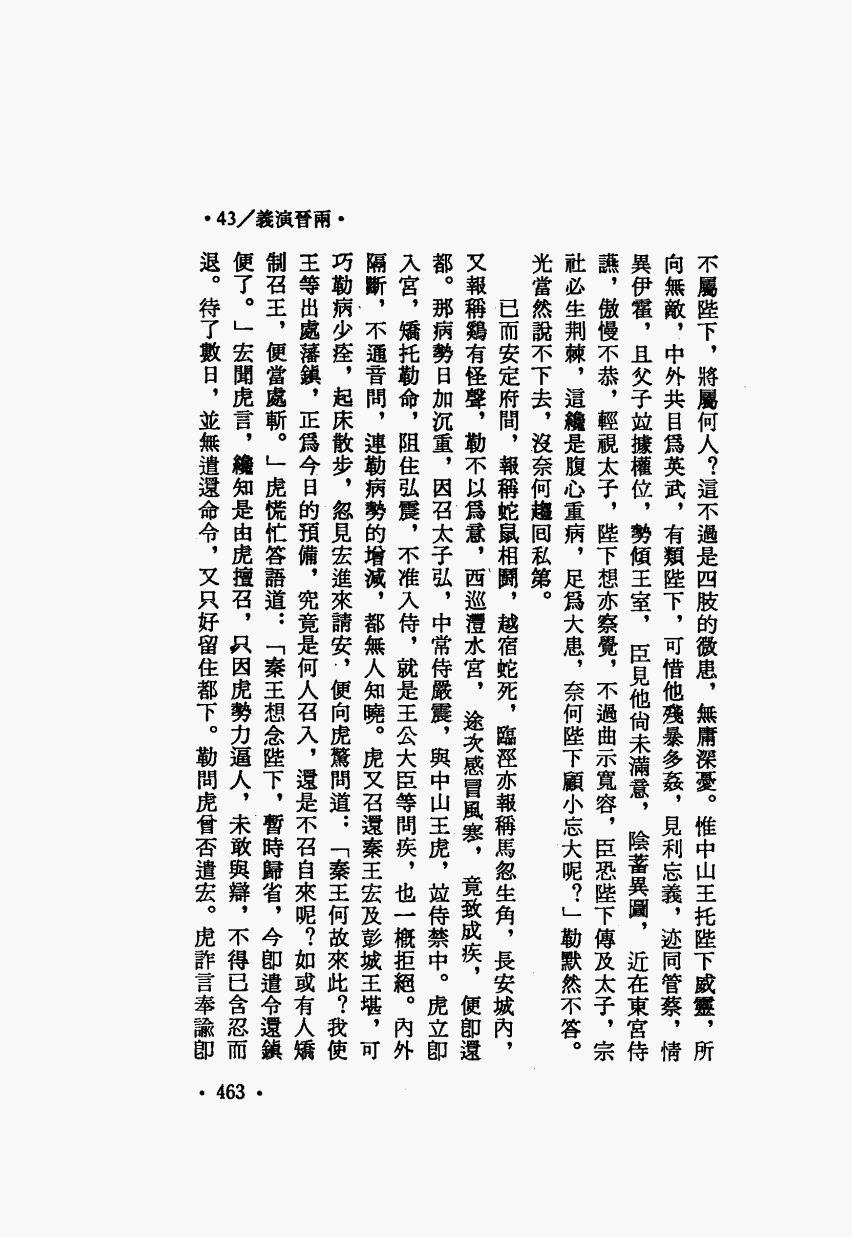 •43/義演晉兩•
不屬陛下，將屬何人？這不過是四肢的微患，無庸深憂。惟中山王托陛下威靈，所
向無敵，中外共目爲英武，有類陛下，可惜他殘暴多姦，見利忘義，迹同管蔡，情
異伊霍，且父子竝據權位，勢傾王室，臣見他尙未滿意，陰蓄異圖，近在東宮侍
讌，傲慢不恭，輕視太子，陛下想亦察覺，不過曲示寬容，臣恐陛下傳及太子，宗
社必生荆棘，這纔是腹心重病，足爲大患，奈何陛下顧小忘大呢？」勒默然不答。
光當然說不下去，沒奈何趨回私第。
已而安定府間，報稱蛇鼠相鬭，越宿蛇死，臨涇亦報稱馬忽生角，長安城內，
又報稱鷄有怪聲，勒不以爲意，西巡灃水宮，途次感冒風寒，竟致成疾，便卽還
都。那病勢日加沉重，因召太子弘，中常侍嚴震，與中山王虎，竝侍禁中。虎立卽
入宮，矯托勒命，阻住弘震，不准入侍，就是王公大臣等問疾，也一槪拒絕。內外
隔斷，不通音問，連勒病勢的增減，都無人知曉。虎又召還秦王宏及彭城王堪，可
巧勒病少痊，起床散步，忽見宏進來請安，便向虎驚問道：「秦王何故來此？我使
王等出處藩鎮，正爲今日的預備，究竟是何人召入，還是不召自來呢？如或有人矯
制召王，便當處斬。」虎慌忙答語道：「秦王想念陛下，暫時歸省，今卽遣令還鎮
便了。」宏聞虎言，纔知是由虎擅召，只因虎勢力逼人，未敢與辯，不得已含忍而
退。待了數日，並無遣還命令，又只好留住都下。勒問虎曾否遣宏。虎詐言奉諭卽
•463•